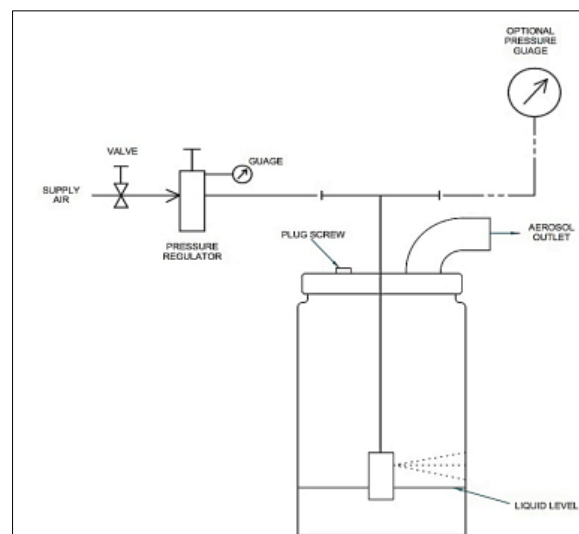 OPTIONAL
PRESSURE
GUAGE
VALVE
GUAGE
SUPPLY
AIR
PRESSURE
REGULATOR
PLUG SCREW
AEROSOL
OUTLET
LIQUID LEVEL